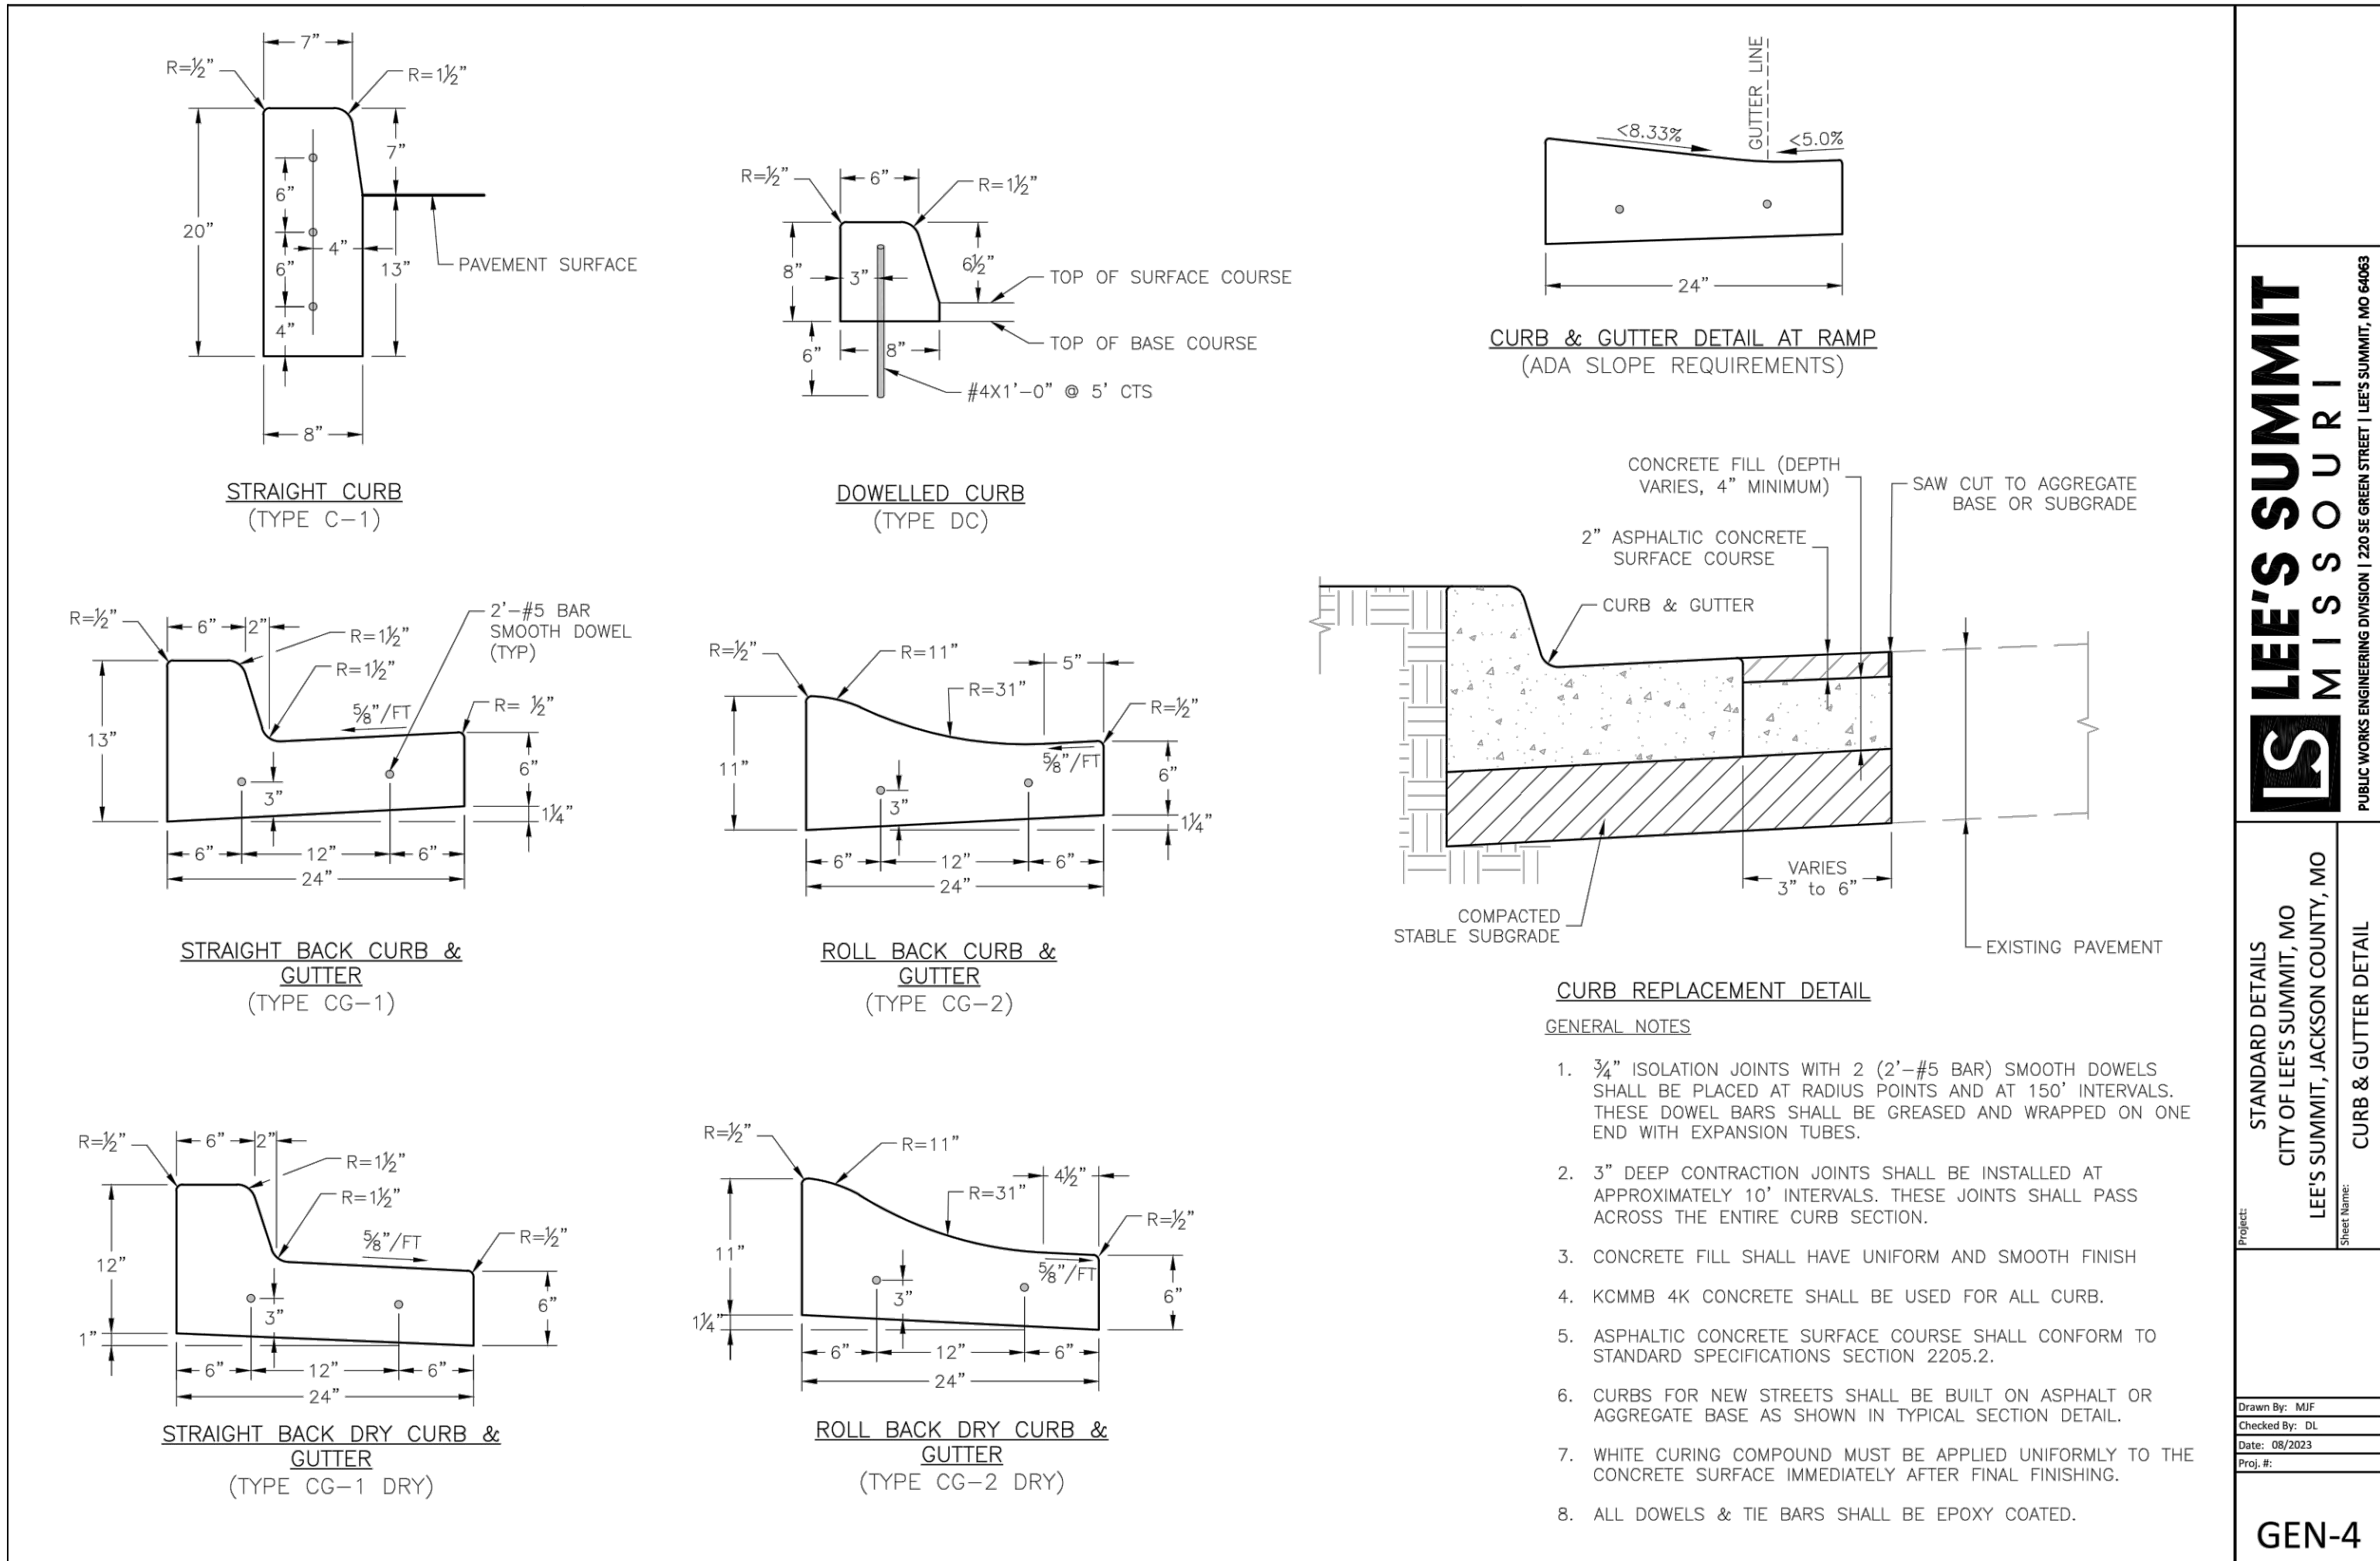 7"
R=½"
R=1½"
7"
6"
20"
4"
6"
13"
PAVEMENT SURFACE
4"
8"
STRAIGHT CURB
(TYPE C-1)
R=½"
6"
R=1½"
8"
3"
6½"
TOP OF SURFACE COURSE
TOP OF BASE COURSE
6"
8"
#4X1'-0" @ 5' CTS
DOWELLED CURB
(TYPE DC)
GUTTER LINE
<8.33%
<5.0%
24"
CURB & GUTTER DETAIL AT RAMP
(ADA SLOPE REQUIREMENTS)
R=½"
6"
2"
R=1½"
R=1½"
2'-#5 BAR
SMOOTH DOWEL
(TYP)
⅝"/FT
R= ½"
13"
3"
6"
1¼"
6"
12"
6"
24"
STRAIGHT BACK CURB &
GUTTER
(TYPE CG-1)
R=½"
R=11"
5"
R=31"
R=½"
⅝"/FT
11"
3"
6"
1¼"
6"
12"
6"
24"
ROLL BACK CURB &
GUTTER
(TYPE CG-2)
CONCRETE FILL (DEPTH
VARIES, 4" MINIMUM)
SAW CUT TO AGGREGATE
BASE OR SUBGRADE
2" ASPHALTIC CONCRETE
SURFACE COURSE
CURB & GUTTER
VARIES
3" to 6"
COMPACTED
STABLE SUBGRADE
EXISTING PAVEMENT
CURB REPLACEMENT DETAIL
R=½"
6"
2"
R=1½"
R=1½"
⅝"/FT
R=½"
12"
3"
6"
1"
6"
12"
6"
24"
STRAIGHT BACK DRY CURB &
GUTTER
(TYPE CG-1 DRY)
R=½"
R=11"
4½"
R=31"
R=½"
⅝"/FT
11"
3"
6"
1¼"
6"
12"
6"
24"
ROLL BACK DRY CURB &
GUTTER
(TYPE CG-2 DRY)
GENERAL NOTES
1. ¾" ISOLATION JOINTS WITH 2 (2'-#5 BAR) SMOOTH DOWELS
SHALL BE PLACED AT RADIUS POINTS AND AT 150' INTERVALS.
THESE DOWEL BARS SHALL BE GREASED AND WRAPPED ON ONE
END WITH EXPANSION TUBES.
2. 3" DEEP CONTRACTION JOINTS SHALL BE INSTALLED AT
APPROXIMATELY 10' INTERVALS. THESE JOINTS SHALL PASS
ACROSS THE ENTIRE CURB SECTION.
3. CONCRETE FILL SHALL HAVE UNIFORM AND SMOOTH FINISH
4. KCMMB 4K CONCRETE SHALL BE USED FOR ALL CURB.
5. ASPHALTIC CONCRETE SURFACE COURSE SHALL CONFORM TO
STANDARD SPECIFICATIONS SECTION 2205.2.
6. CURBS FOR NEW STREETS SHALL BE BUILT ON ASPHALT OR
AGGREGATE BASE AS SHOWN IN TYPICAL SECTION DETAIL.
7. WHITE CURING COMPOUND MUST BE APPLIED UNIFORMLY TO THE
CONCRETE SURFACE IMMEDIATELY AFTER FINAL FINISHING.
8. ALL DOWELS & TIE BARS SHALL BE EPOXY COATED.
LS
LEE'S SUMMIT
MISSOURI
PUBLIC WORKS ENGINEERING DIVISION | 220 SE GREEN STREET | LEE'S SUMMIT, MO 64063
Project:
STANDARD DETAILS
CITY OF LEE'S SUMMIT, MO
LEE'S SUMMIT, JACKSON COUNTY, MO
Sheet Name:
CURB & GUTTER DETAIL
Drawn By: MJF
Checked By: DL
Date: 08/2023
Proj. #:
GEN-4